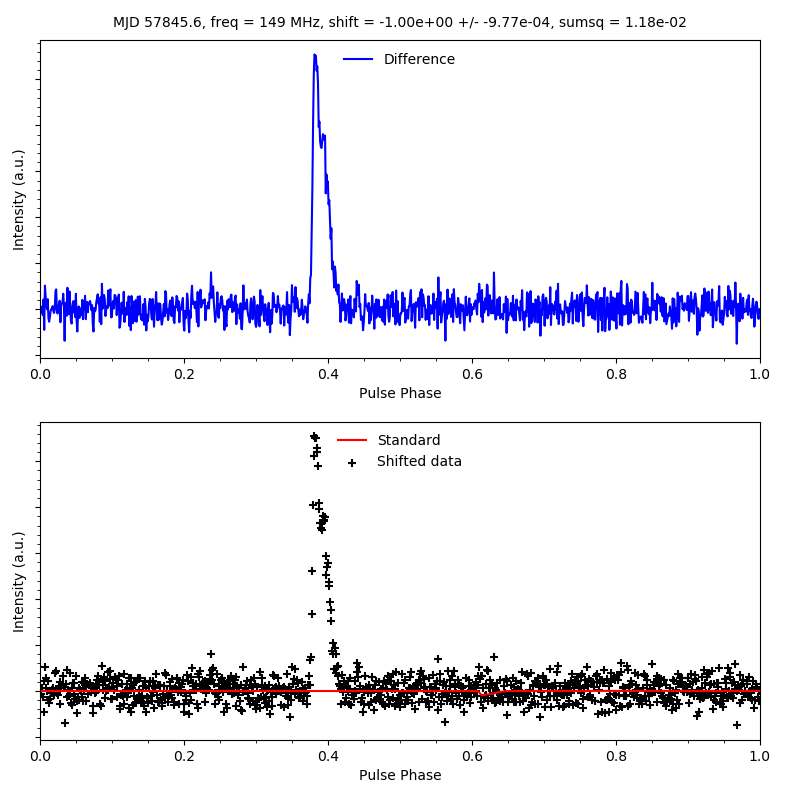 MJD 57845.6, freq = 149 MHz, shift = -1.00e+00 +/- -9.77e-04, sumsq = 1.18e-02
Difference
Intensity (a.u.)
0.0 0.2 0.4 0.6 0.8 1.0
Pulse Phase
Standard
Shifted data
Intensity (a.u.)
0.0 0.2 0.4 0.6 0.8 1.0
Pulse Phase